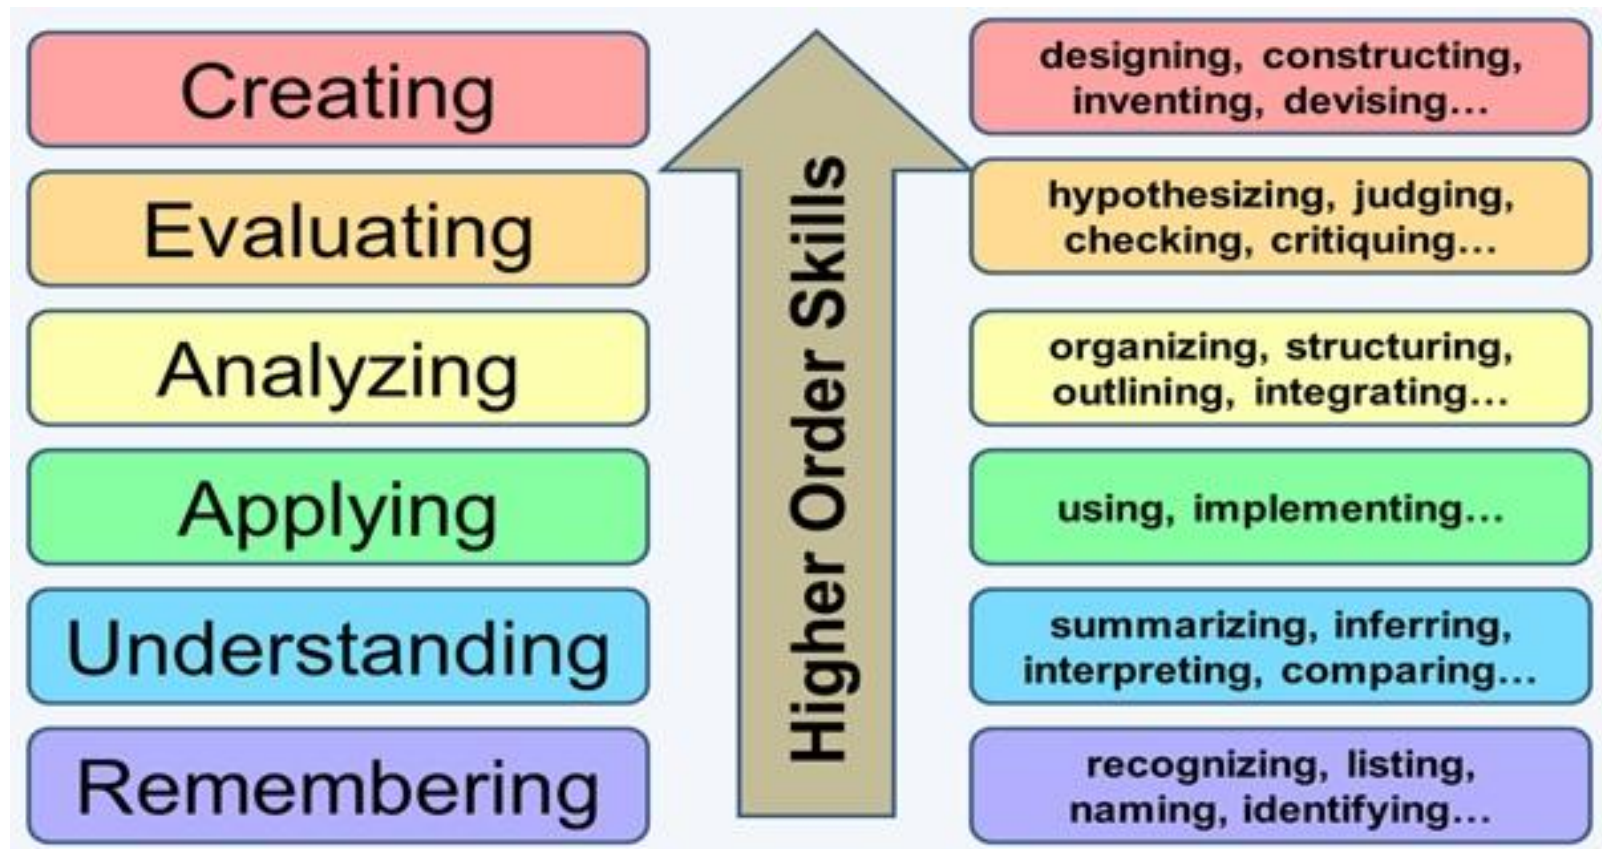 Creating
designing, constructing,
inventing, devising...
Evaluating
hypothesizing, judging,
checking, critiquing...
Analyzing
organizing, structuring,
outlining, integrating...
Applying
using, implementing...
Understanding
summarizing, inferring,
interpreting, comparing...
Remembering
recognizing, listing,
naming, identifying...
Higher Order Skills